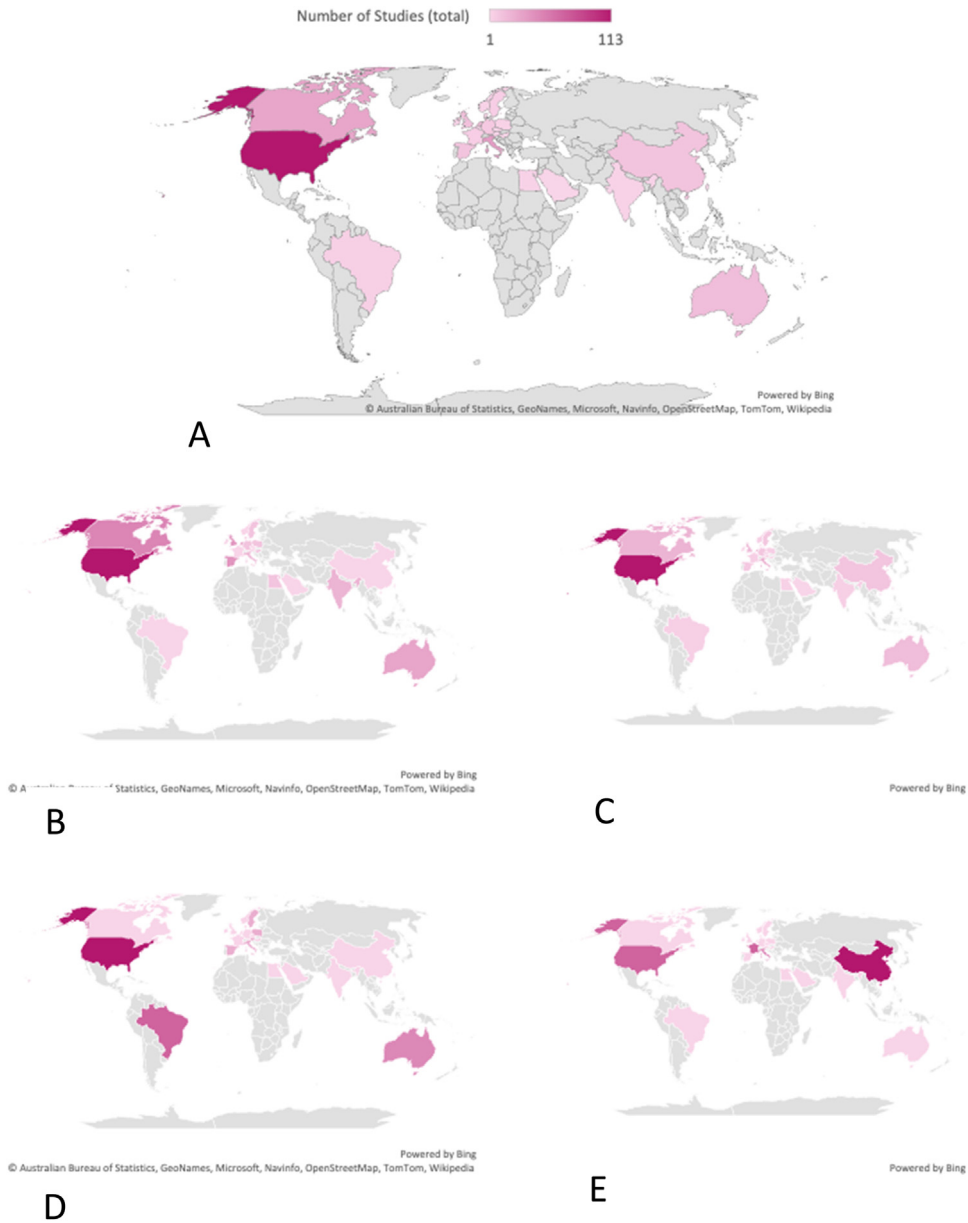 Number of Studies (total)
1 113
Powered by Bing
© Australian Bureau of Statistics, GeoNames, Microsoft, Navinfo, OpenStreetMap, TomTom, Wikipedia
A
Powered by Bing
© A Statistics, GeoNames, Microsoft, Navinfo, OpenStreetMap, TomTom, Wikipedia
B
Powered by Bing
C
Powered by Bing
© Australian Bureau of Statistics, GeoNames, Microsoft, Navinfo, OpenStreetMap, TomTom, Wikipedia
D
Powered by Bing
E